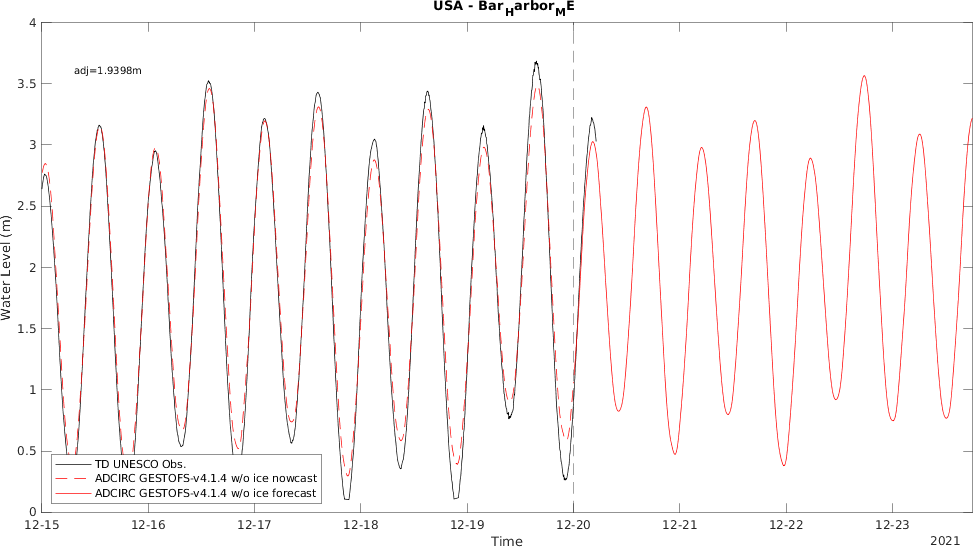 USA - Bar_Harbor_ME
adj=1.9398m
4
3.5
3
2.5
2
1.5
1
0.5
0
Water Level (m)
TD UNESCO Obs.
ADCIRC GESTOFS-v4.1.4 w/o ice nowcast
ADCIRC GESTOFS-v4.1.4 w/o ice forecast
12-15 12-16 12-17 12-18 12-19 12-20 12-21 12-22 12-23
Time
2021